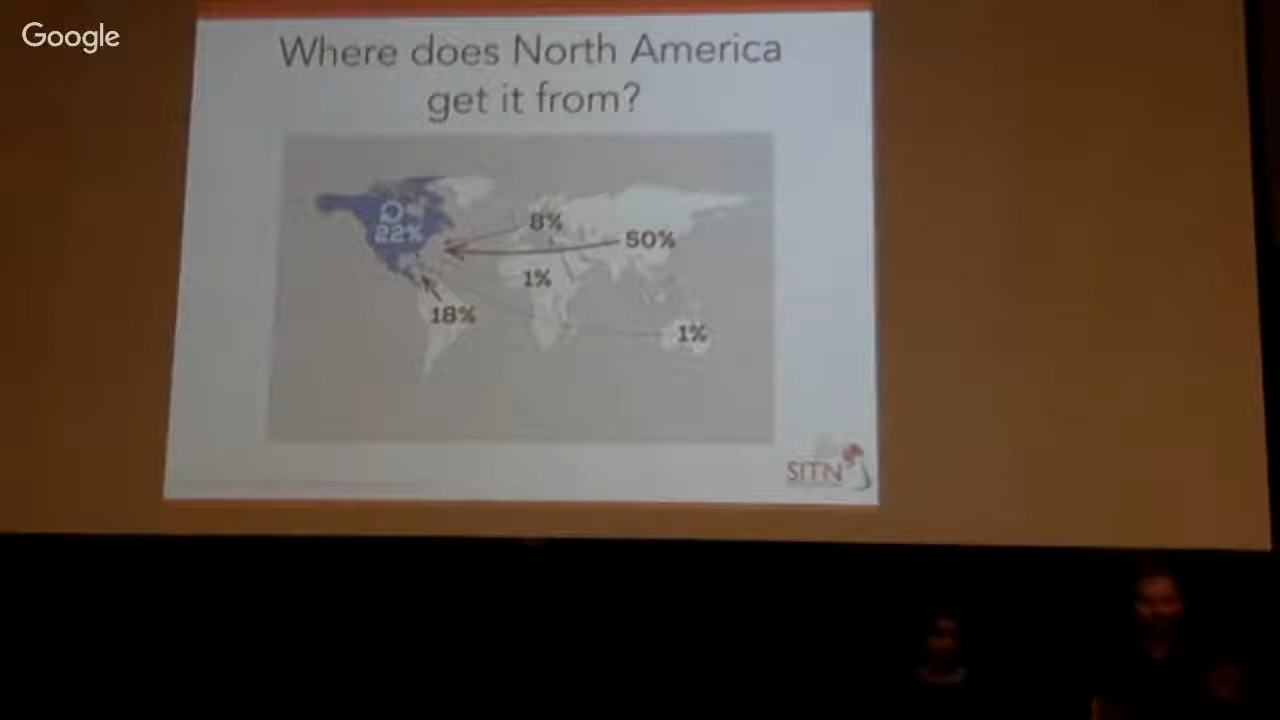 Google
Where does North America
get it from?
22%
8%
50%
1%
18%
1%
SITN